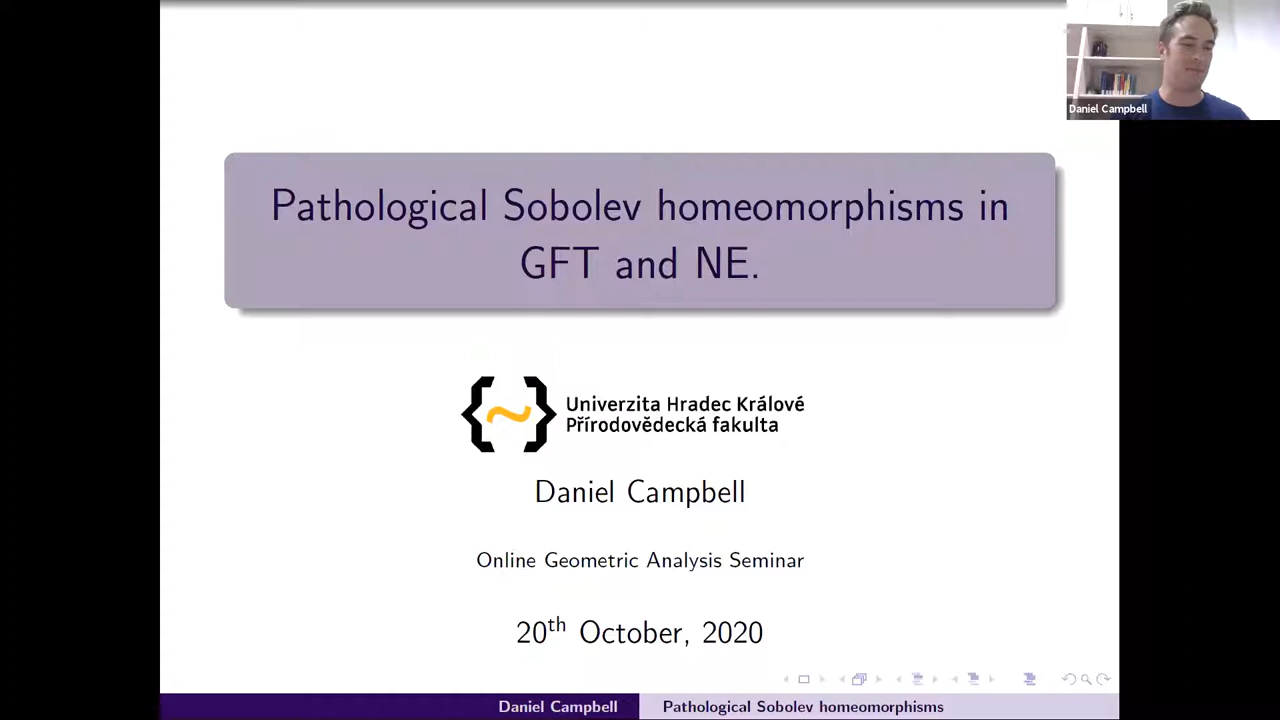 Daniel Campbell
Pathological Sobolev homeomorphisms in
GFT and NE.
Univerzita Hradec Králové
Přírodovědecká fakulta
Daniel Campbell
Online Geometric Analysis Seminar
20th October, 2020
Daniel Campbell
Pathological Sobolev homeomorphisms